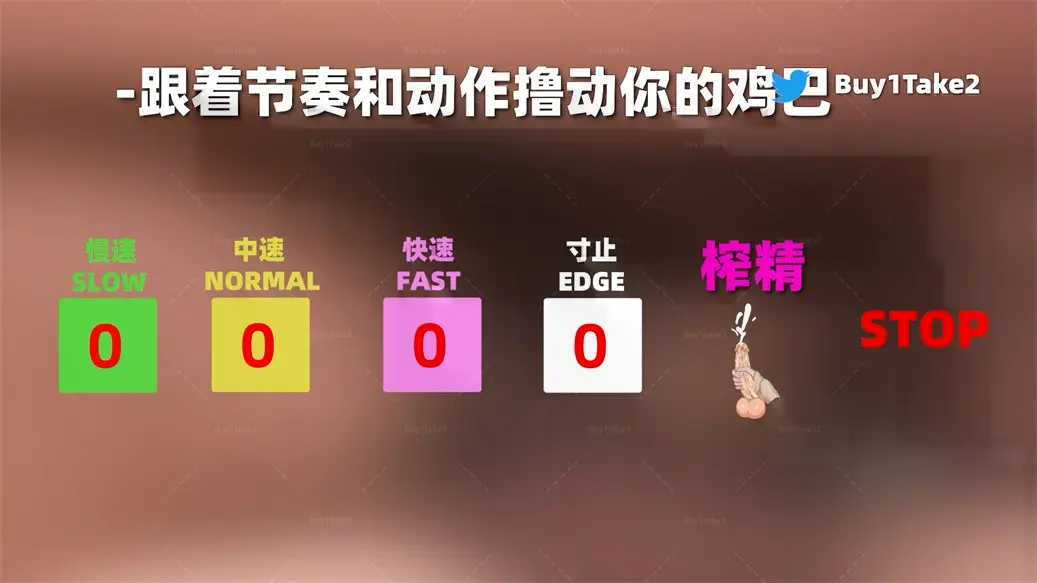 -跟着节奏和动作撸动你的鸡巴
Buy1Take2
慢速
SLOW
0
中速
NORMAL
0
快速
FAST
0
寸止
EDGE
0
榨精
STOP